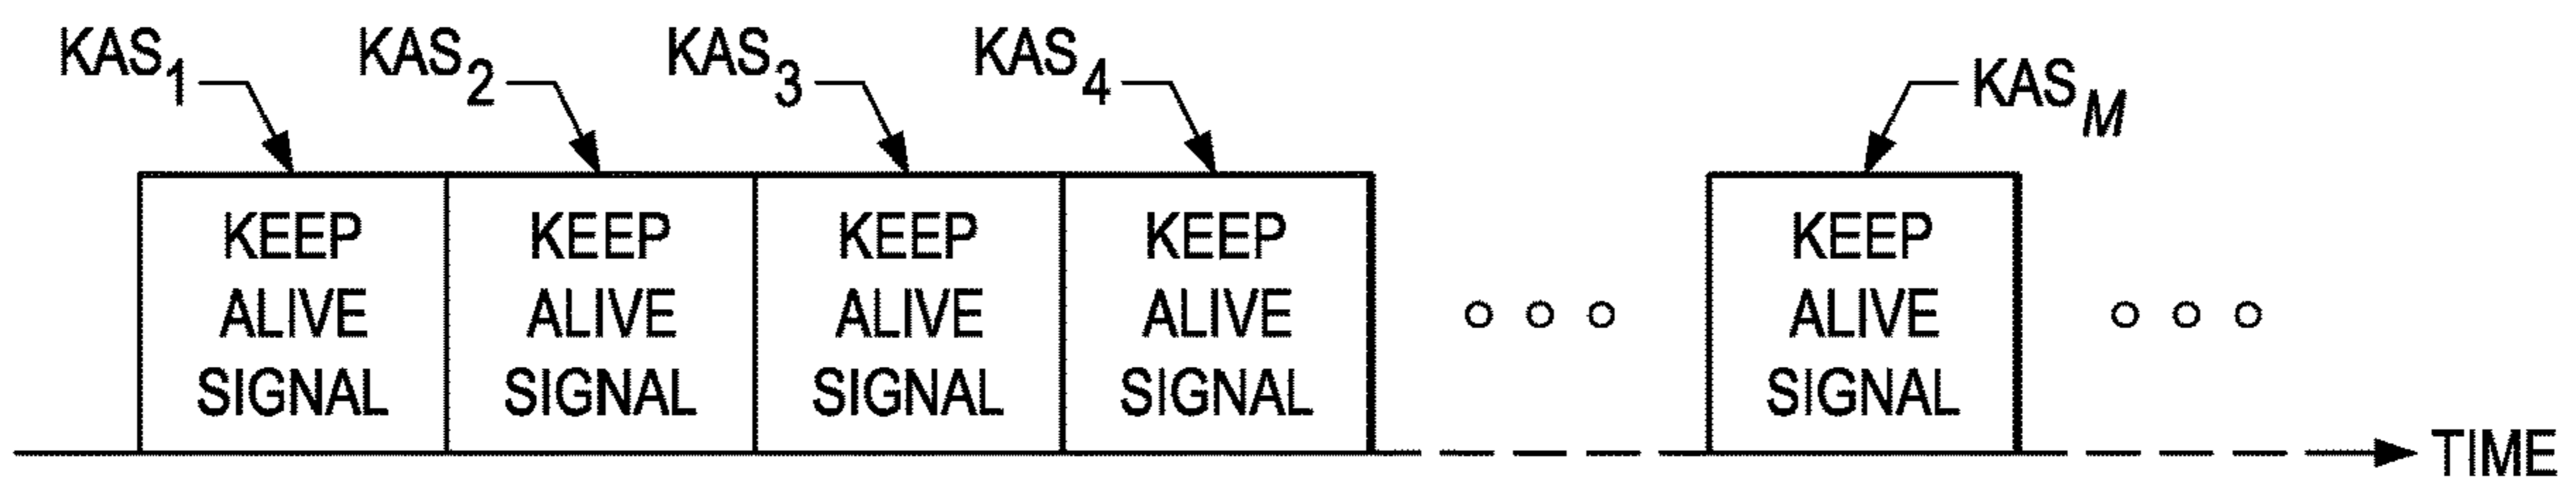 KAS1 KAS2 KAS3 KAS4 KASM
KEEP KEEP KEEP KEEP KEEP
ALIVE ALIVE ALIVE ALIVE ALIVE
SIGNAL SIGNAL SIGNAL SIGNAL SIGNAL
TIME